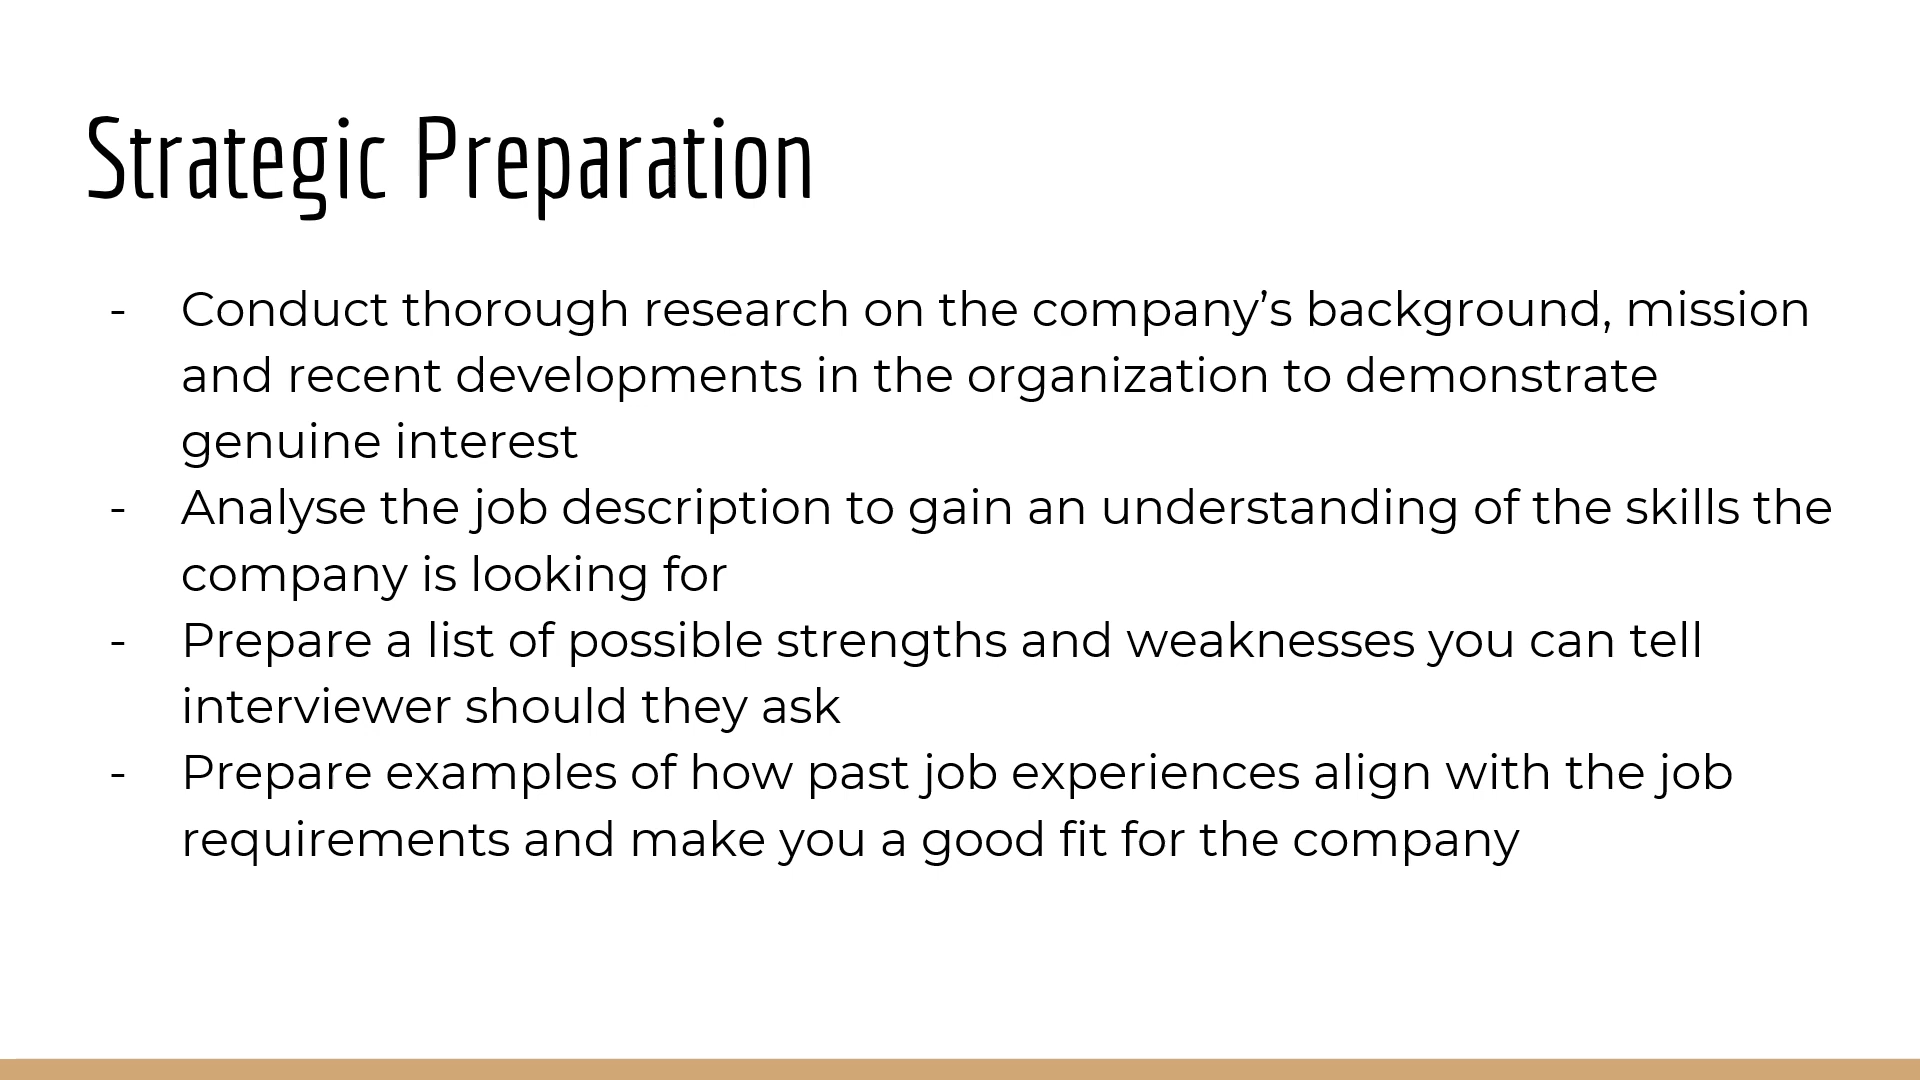 Strategic Preparation
- Conduct thorough research on the company’s background, mission
and recent developments in the organization to demonstrate
genuine interest
- Analyse the job description to gain an understanding of the skills the
company is looking for
- Prepare a list of possible strengths and weaknesses you can tell
interviewer should they ask
- Prepare examples of how past job experiences align with the job
requirements and make you a good fit for the company